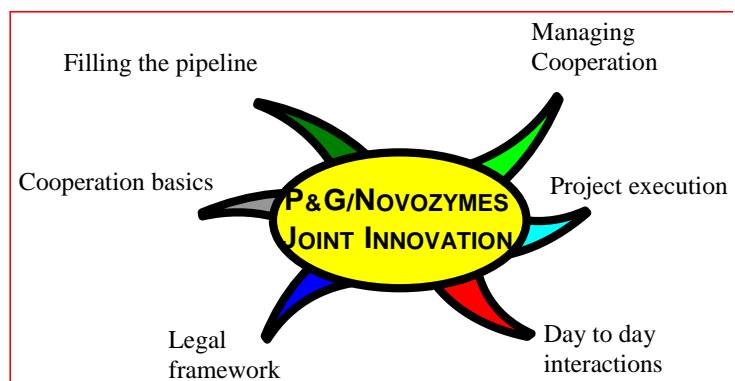 Filling the pipeline
Managing
Cooperation
Cooperation basics
P&G/NOVOZYMES
JOINT INNOVATION
Project execution
Legal
framework
Day to day
interactions